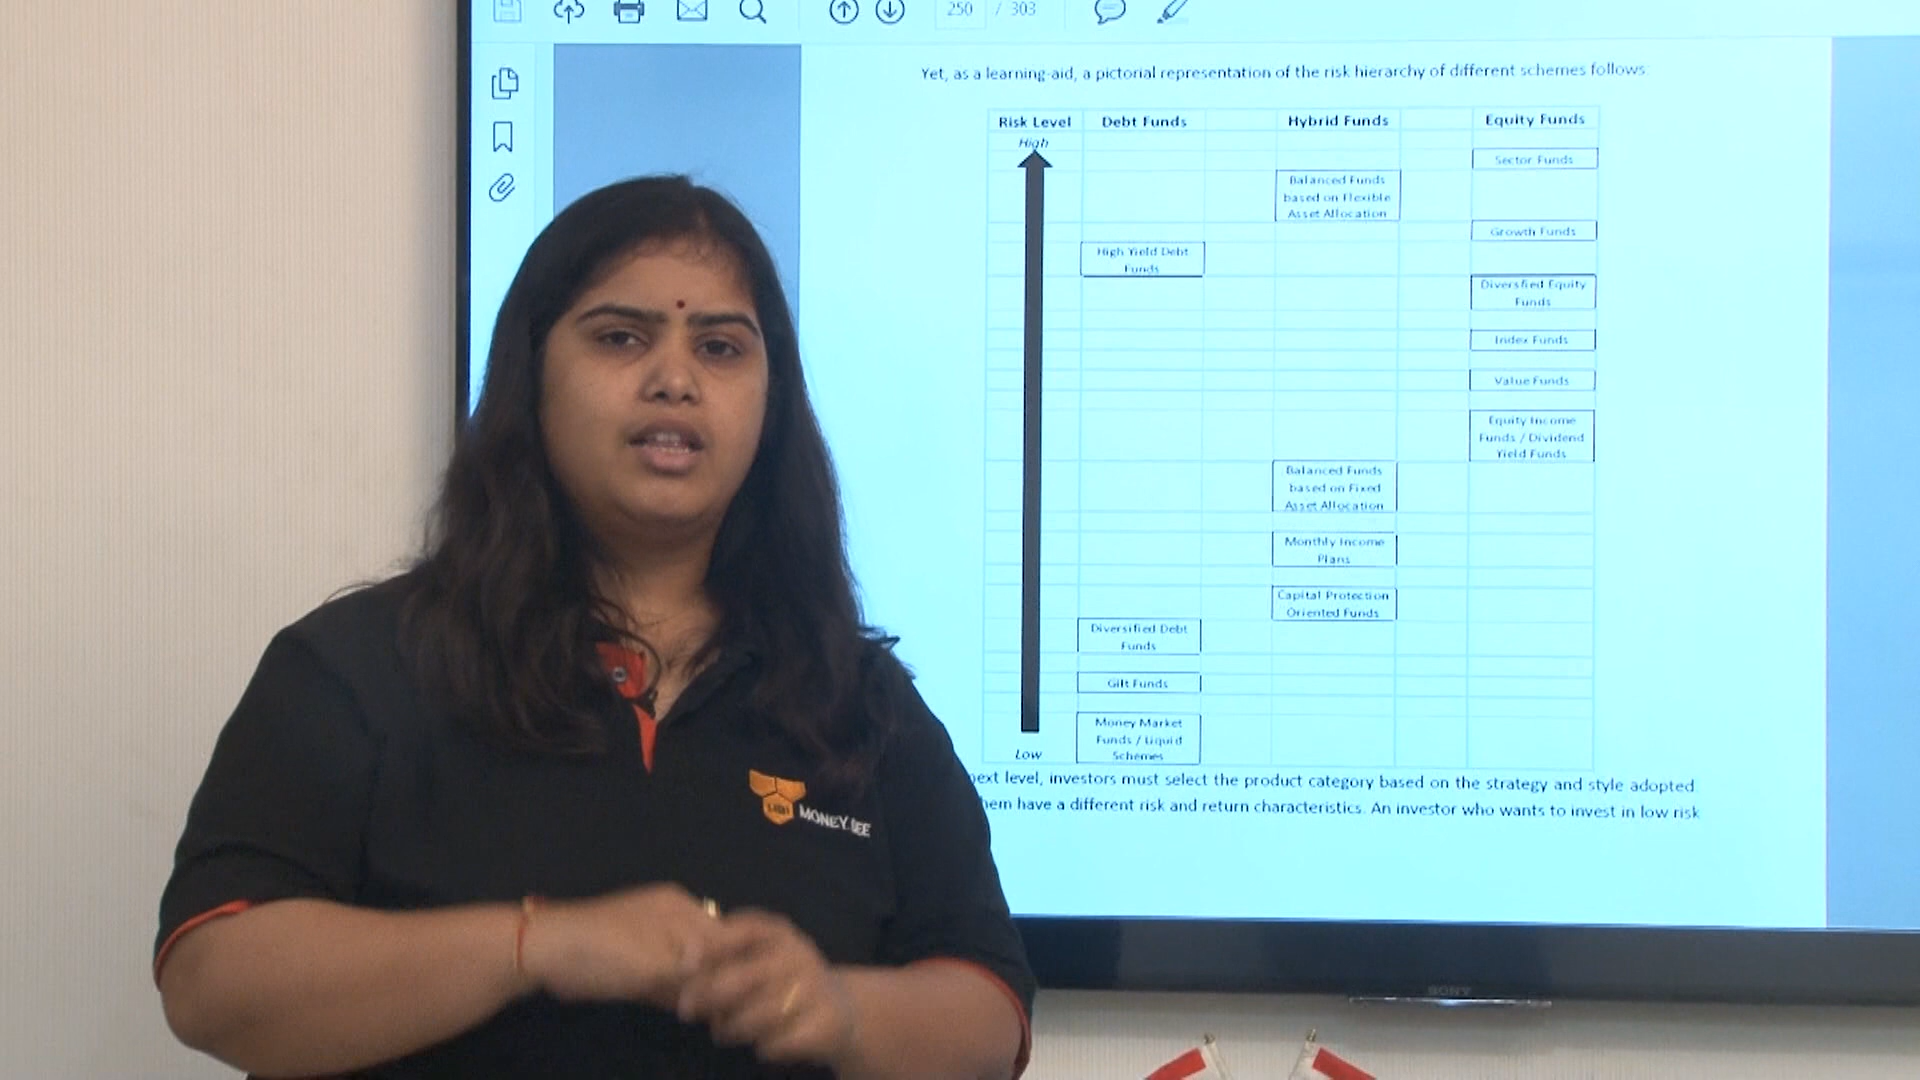 250 / 303
Yet, as a learning-aid, a pictorial representation of the risk hierarchy of different schemes follows:
Risk Level Debt Funds Hybrid Funds Equity Funds
High
Sector Funds
Balanced Funds
based on Flexible
Asset Allocation
Growth Funds
High Yield Debt
Funds
Diversfied Equity
Funds
Index Funds
Value Funds
Equity Income
Funds / Dividend
Yield Funds
Balanced Funds
based on Fixed
Asset Allocation
Monthly Income
Plans
Capital Protection
Oriented Funds
Diversified Debt
Funds
Gilt Funds
Money Market
Funds / Liquid
Schemes
Low
next level, investors must select the product category based on the strategy and style adopted
hem have a different risk and return characteristics. An investor who wants to invest in low risk
MONEY BEE
SONY